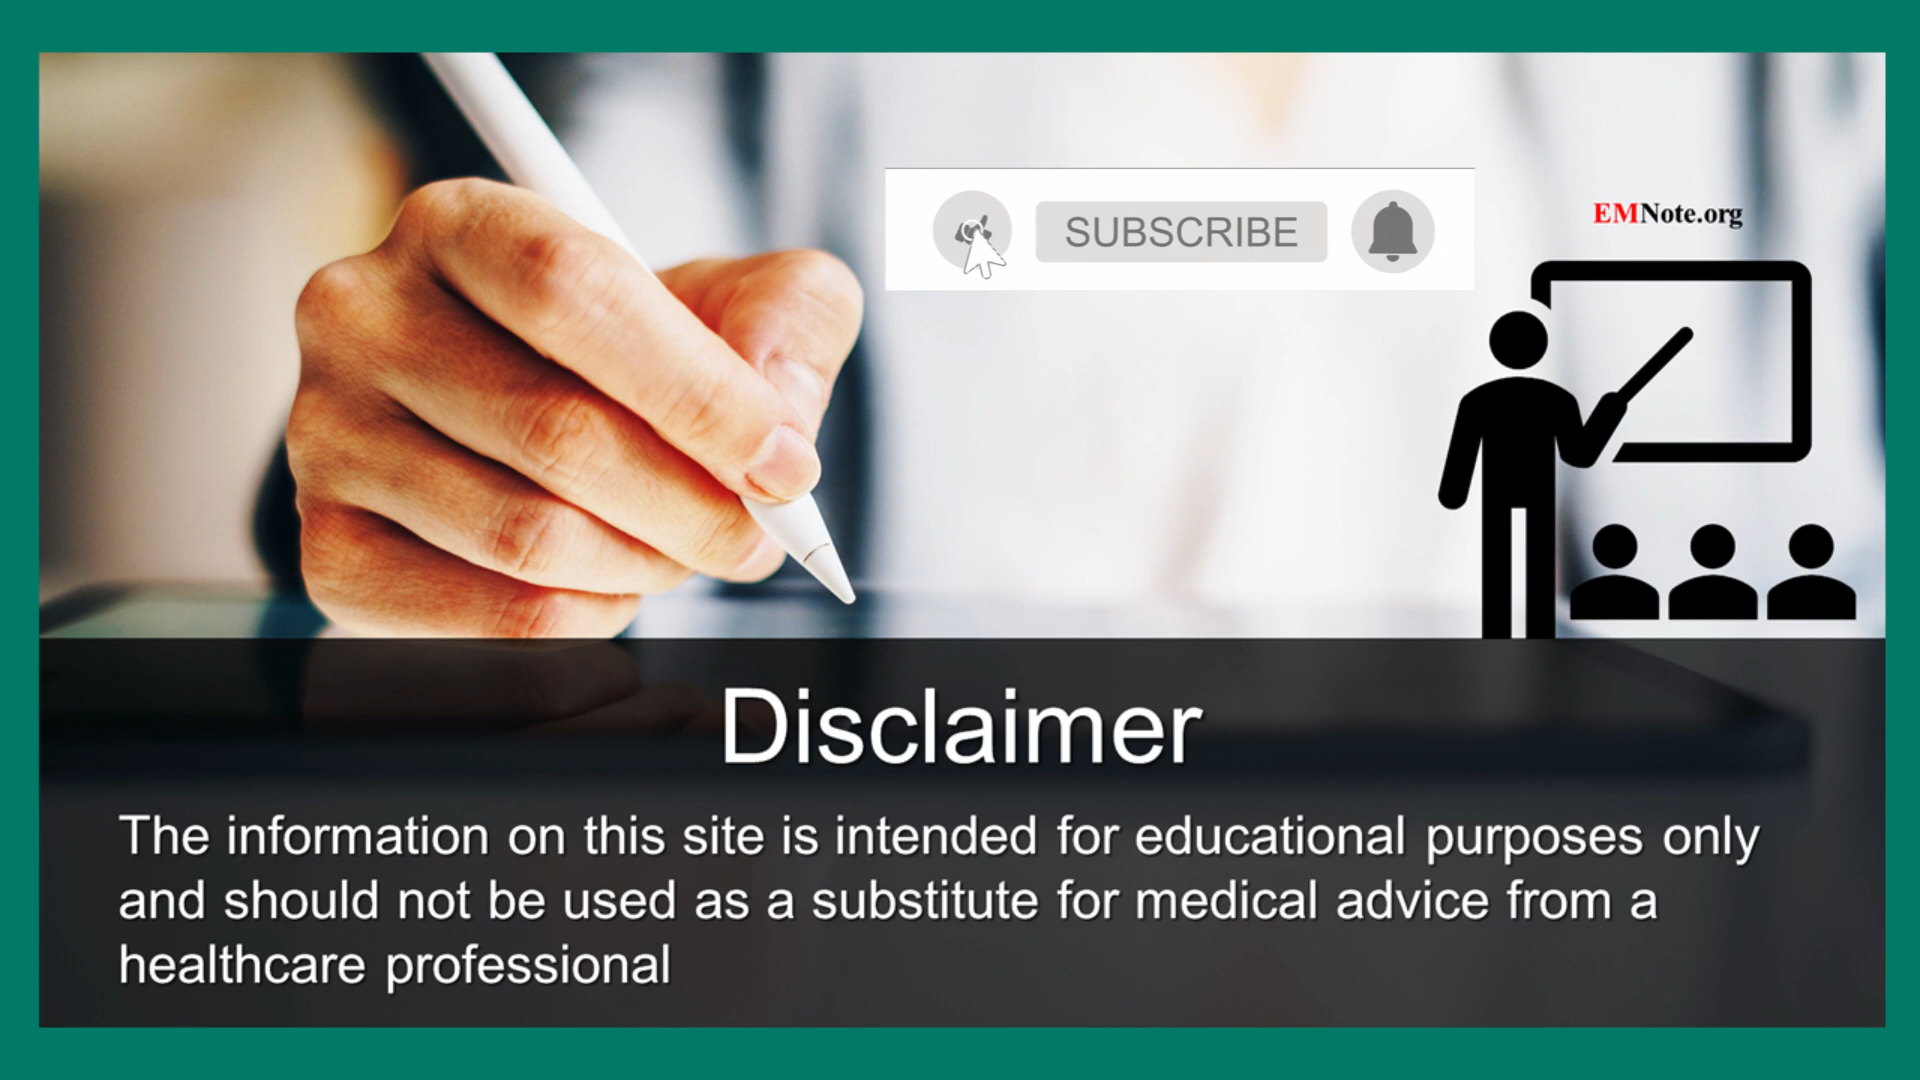 SUBSCRIBE
EMNote.org
Disclaimer
The information on this site is intended for educational purposes only
and should not be used as a substitute for medical advice from a
healthcare professional